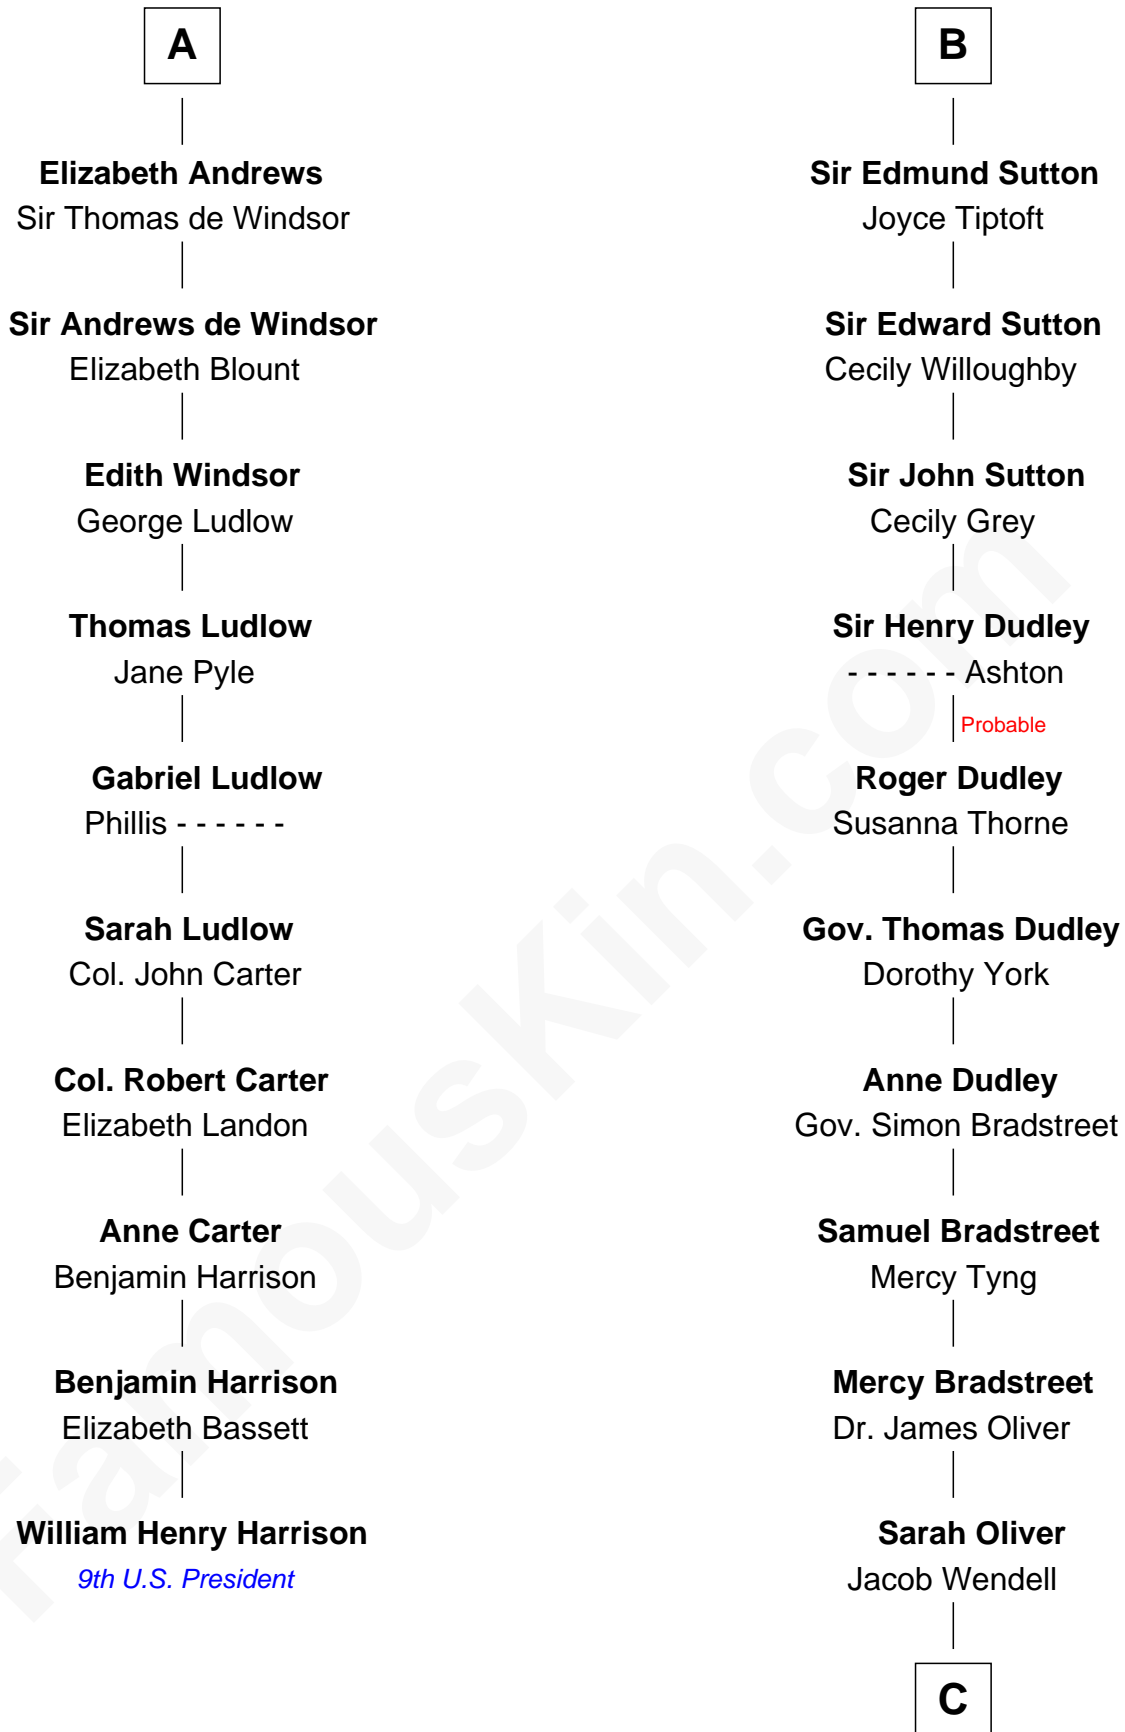 A
Elizabeth Andrews
Sir Thomas de Windsor
Sir Andrews de Windsor
Elizabeth Blount
Edith Windsor
George Ludlow
Thomas Ludlow
Jane Pyle
Gabriel Ludlow
Phillis - - - - - -
Sarah Ludlow
Col. John Carter
Col. Robert Carter
Elizabeth Landon
Anne Carter
Benjamin Harrison
Benjamin Harrison
Elizabeth Bassett
William Henry Harrison
9th U.S. President
B
Sir Edmund Sutton
Joyce Tiptoft
Sir Edward Sutton
Cecily Willoughby
Sir John Sutton
Cecily Grey
Sir Henry Dudley
- - - - - - Ashton
Probable
Roger Dudley
Susanna Thorne
Gov. Thomas Dudley
Dorothy York
Anne Dudley
Gov. Simon Bradstreet
Samuel Bradstreet
Mercy Tyng
Mercy Bradstreet
Dr. James Oliver
Sarah Oliver
Jacob Wendell
C
FamousKin.com